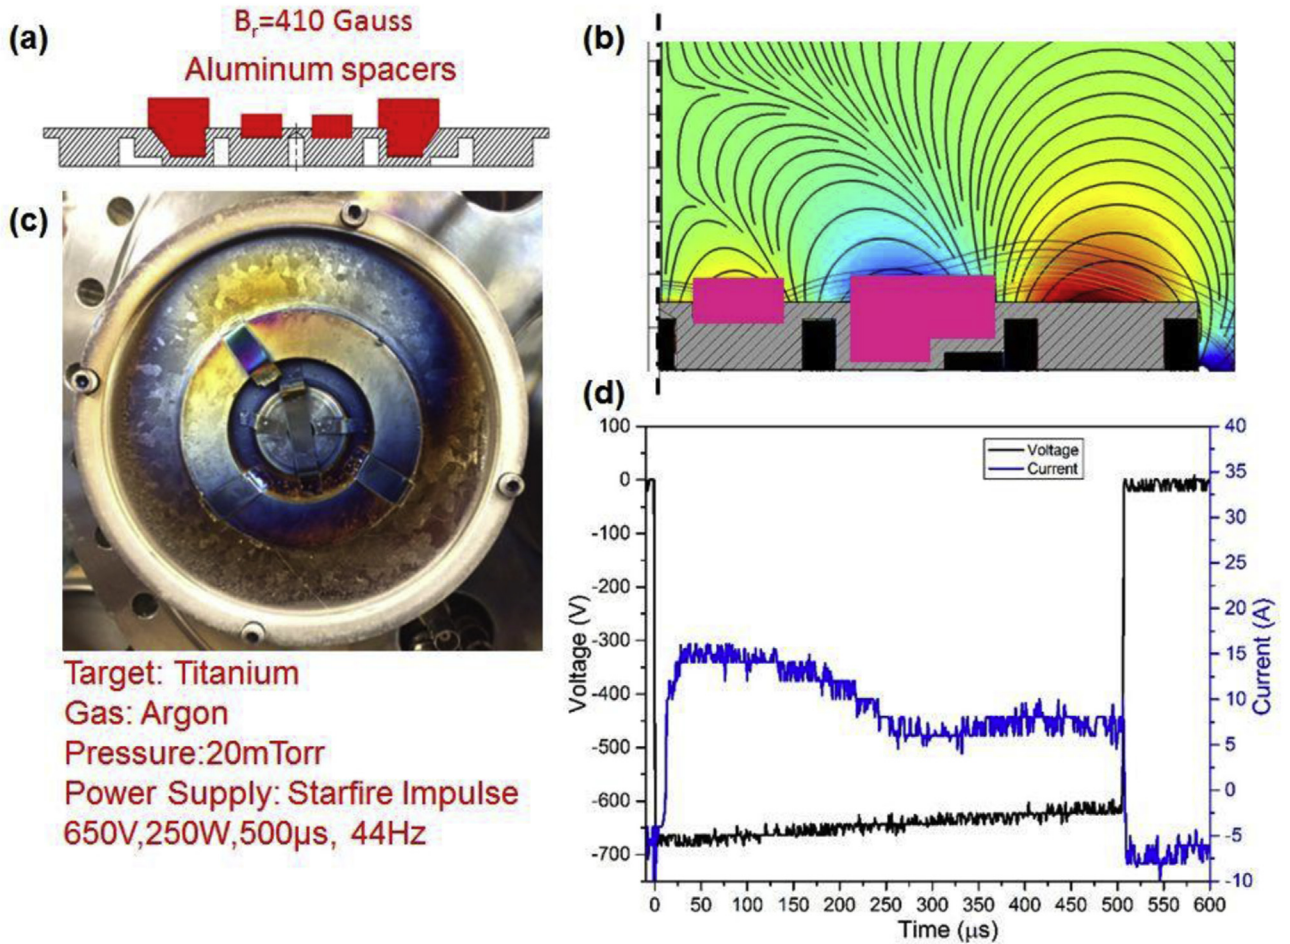 (a)
Br=410 Gauss
Aluminum spacers
(b)
(c)
Target: Titanium
Gas: Argon
Pressure:20mTorr
Power Supply: Starfire Impulse
650V,250W,500μs, 44Hz
(d)
Voltage
Current
100
0
-100
-200
-300
-400
-500
-600
-700
Voltage (V)
40
35
30
25
20
15
10
5
0
-5
-10
Current (A)
0 50 100 150 200 250 300 350 400 450 500 550 600
Time (μs)